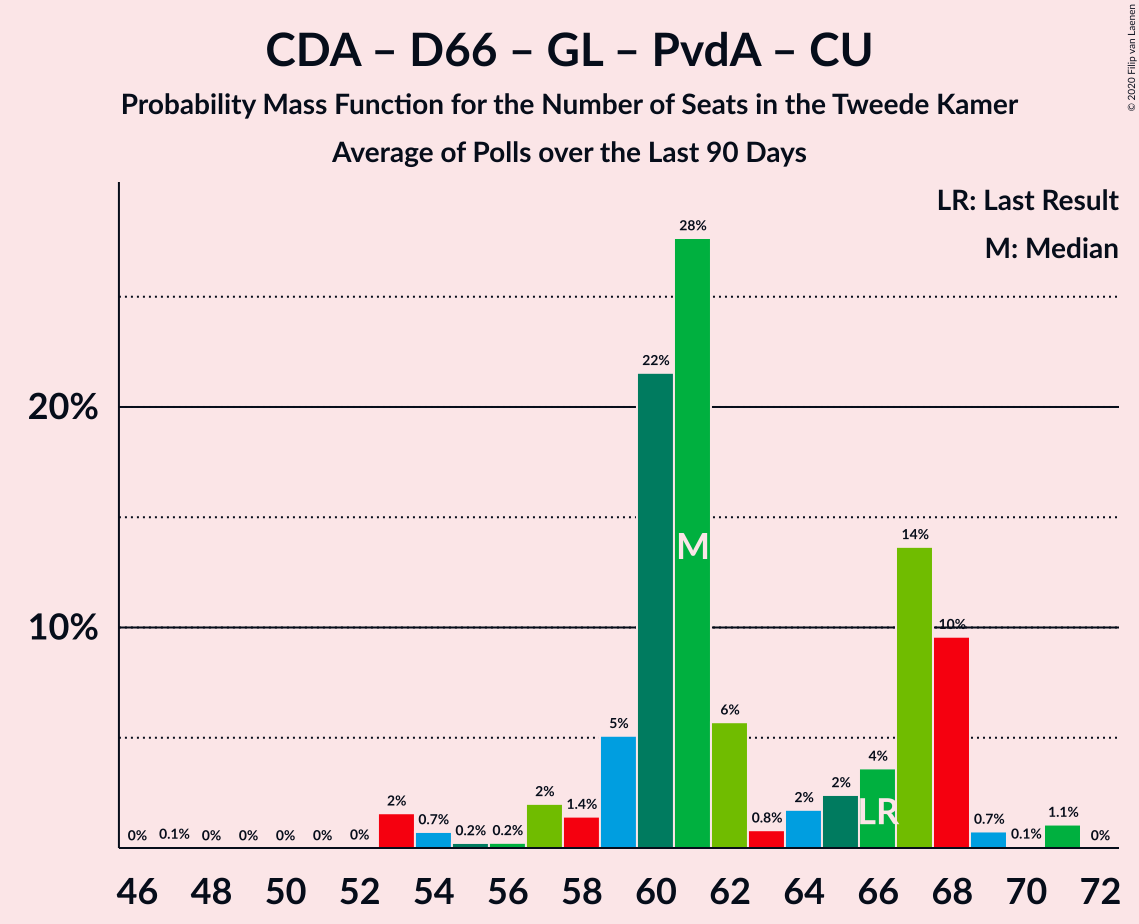 CDA – D66 – GL – PvdA – CU
Probability Mass Function for the Number of Seats in the Tweede Kamer
Average of Polls over the Last 90 Days
© 2020 Filip van Laenen
LR: Last Result
M: Median
20%
10%
0% 0.1% 0% 0% 0% 0% 0% 2% 0.7% 0.2% 0.2% 2% 1.4% 5% 22% 28% 6% 0.8% 2% 2% 4% 14% 10% 0.7% 0.1% 1.1% 0%
M
LR
46 48 50 52 54 56 58 60 62 64 66 68 70 72